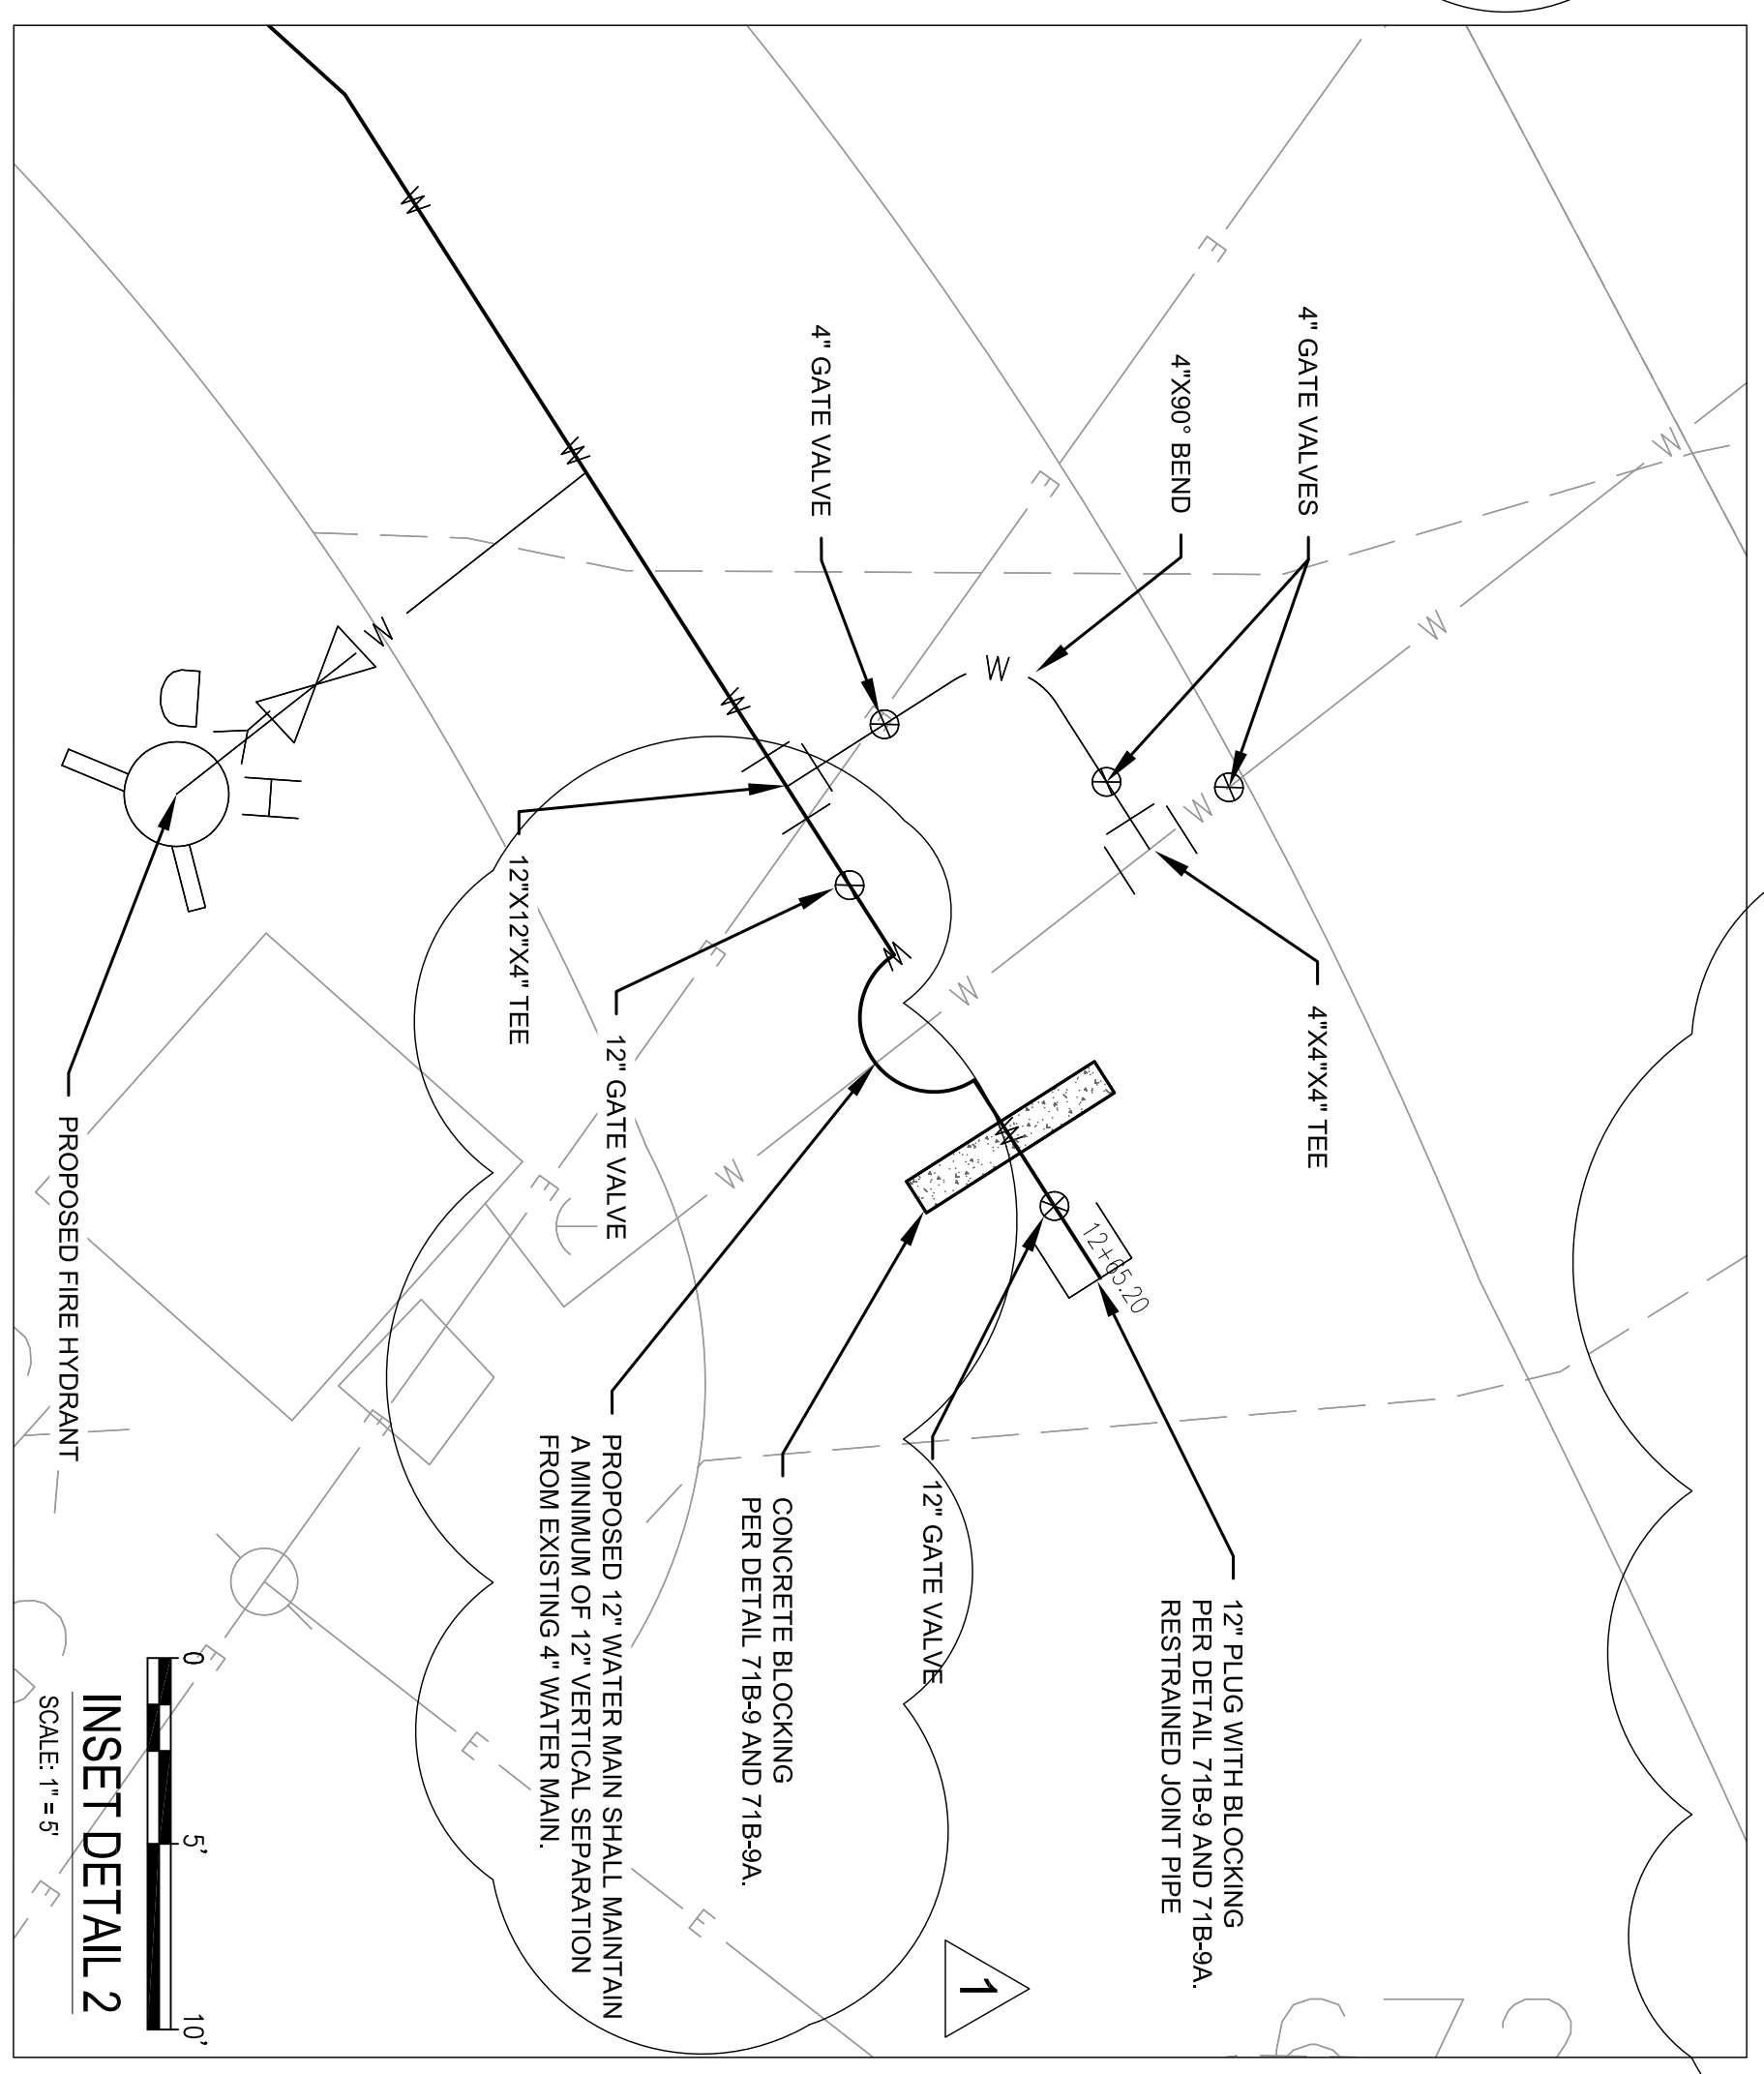 4" GATE VALVES
4"X90° BEND
4" GATE VALVE
4"X4"X4" TEE
12"X12"X4" TEE
12" GATE VALVE
PROPOSED FIRE HYDRANT
12+65.20
12" PLUG WITH BLOCKING
PER DETAIL 71B-9 AND 71B-9A.
RESTRAINED JOINT PIPE
12" GATE VALVE
CONCRETE BLOCKING
PER DETAIL 71B-9 AND 71B-9A.
PROPOSED 12" WATER MAIN SHALL MAINTAIN
A MINIMUM OF 12" VERTICAL SEPARATION
FROM EXISTING 4" WATER MAIN.
W
W
W
W
W
W
W
W
W
W
W
W
W
E
E
E
E
E
E
E
E
E
E
1
672
0
5'
10'
INSET DETAIL 2
SCALE: 1" = 5'